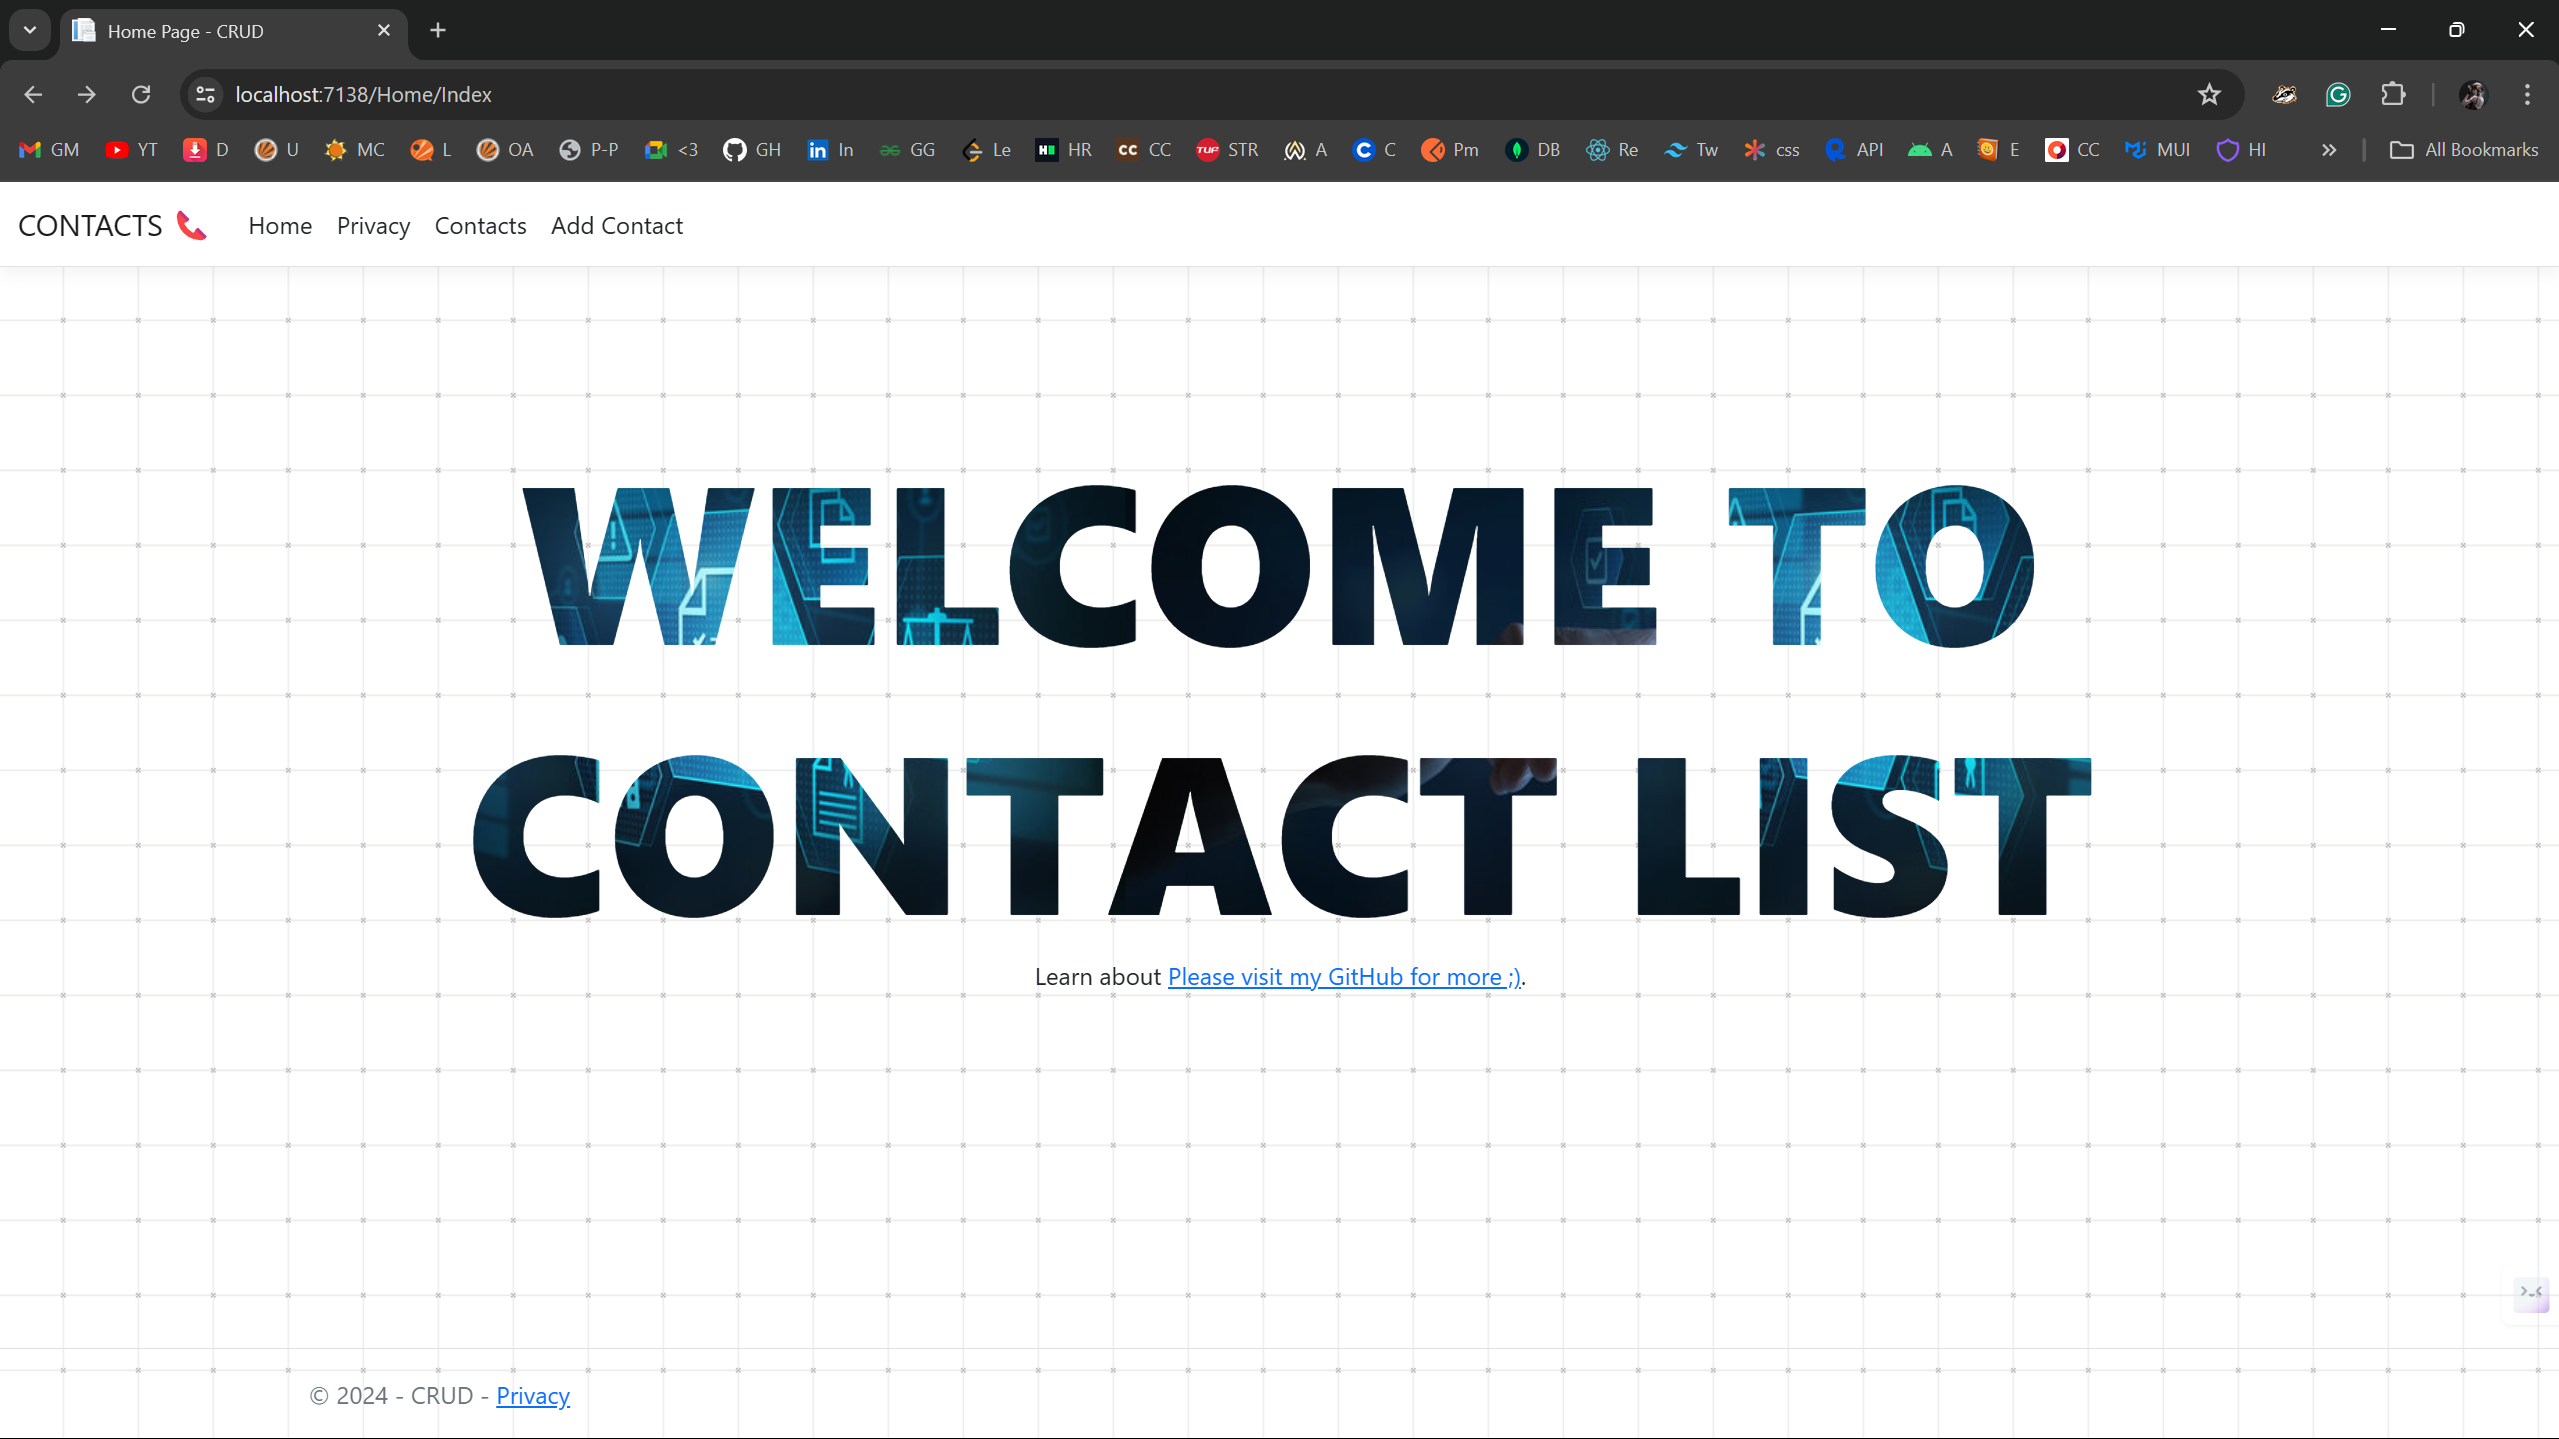 Home Page - CRUD
localhost:7138/Home/Index
GM YT D U MC L OA P-P <3 GH In GG Le HR CC STR A C Pm DB Re Tw css API A E CC MUI HI » All Bookmarks
CONTACTS Home Privacy Contacts Add Contact
WELCOME TO
CONTACT LIST
Learn about Please visit my GitHub for more ;).
© 2024 - CRUD - Privacy